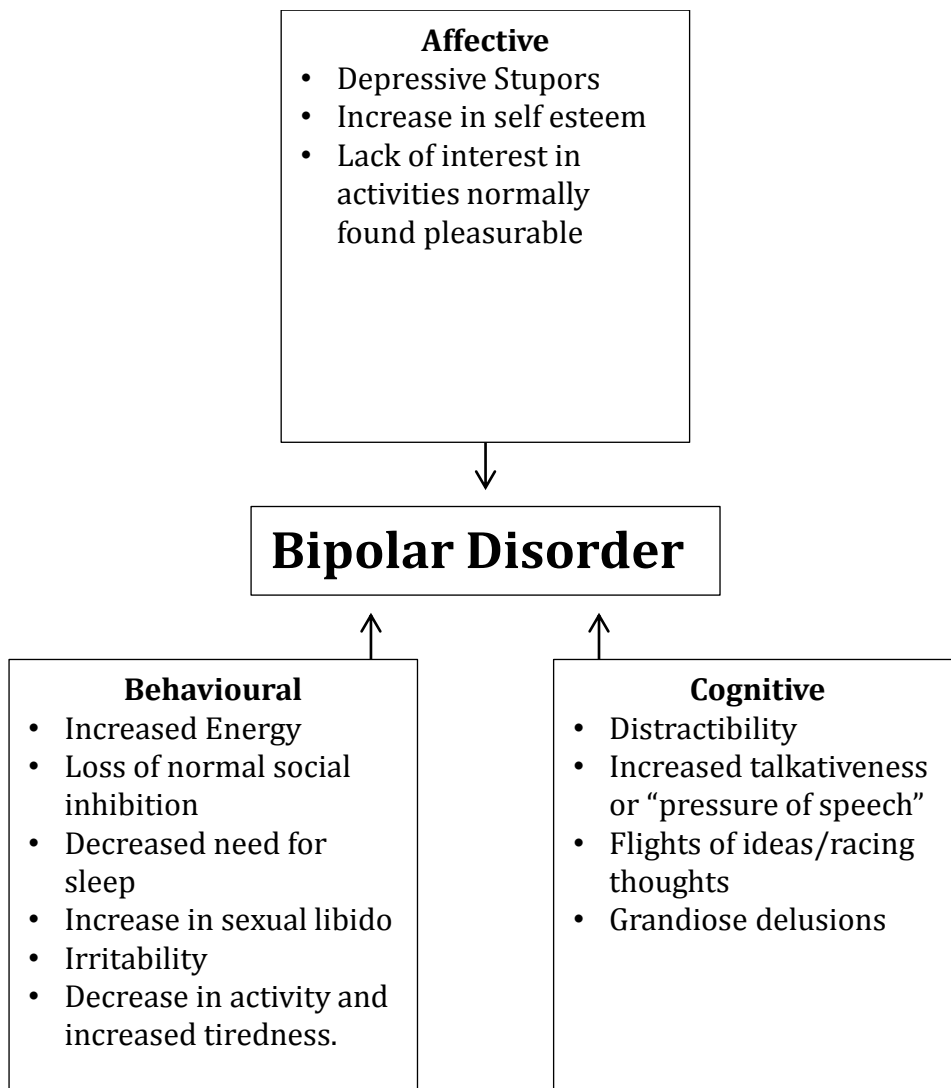 Affective
• Depressive Stupors
• Increase in self esteem
• Lack of interest in
activities normally
found pleasurable
Bipolar Disorder
Behavioural
• Increased Energy
• Loss of normal social
inhibition
• Decreased need for
sleep
• Increase in sexual libido
• Irritability
• Decrease in activity and
increased tiredness.
Cognitive
• Distractibility
• Increased talkativeness
or “pressure of speech”
• Flights of ideas/racing
thoughts
• Grandiose delusions